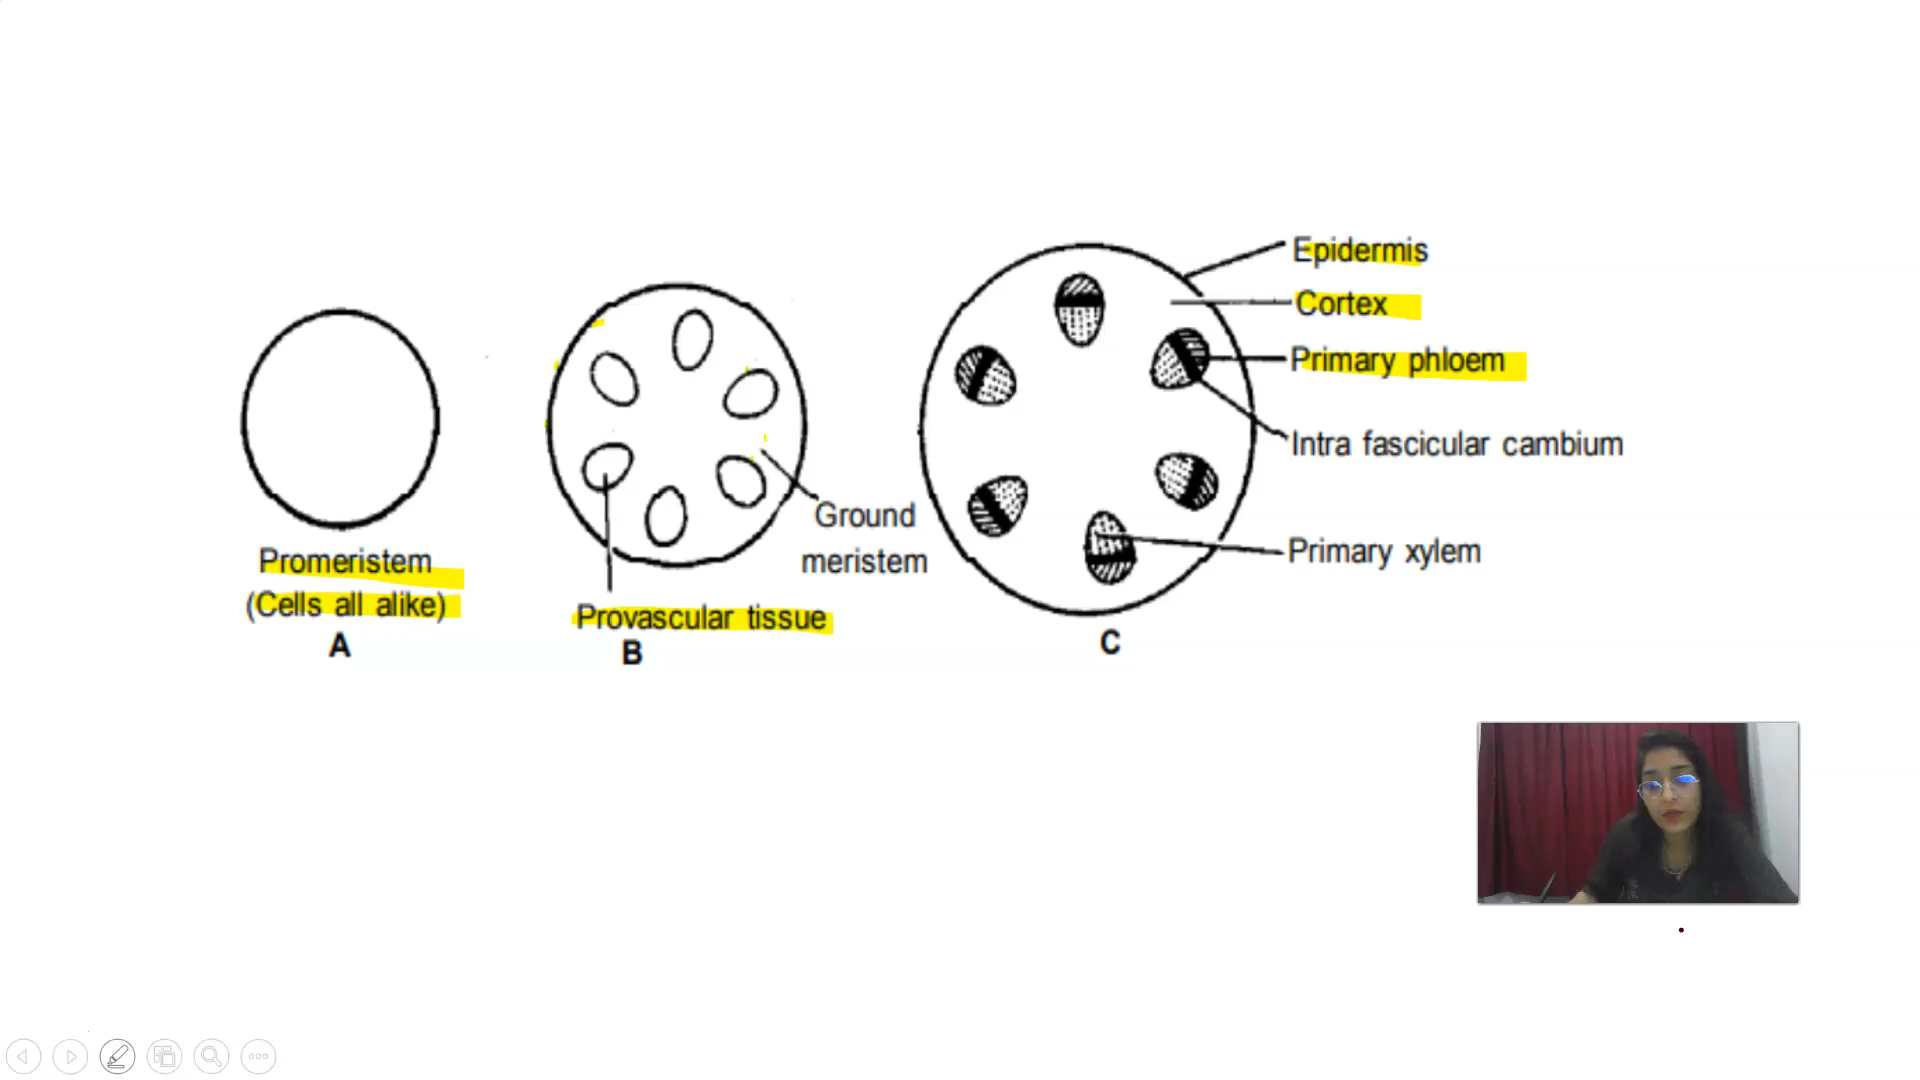 Promeristem
(Cells all alike)
A
Ground
meristem
Provascular tissue
B
Epidermis
Cortex
Primary phloem
Intra fascicular cambium
Primary xylem
C